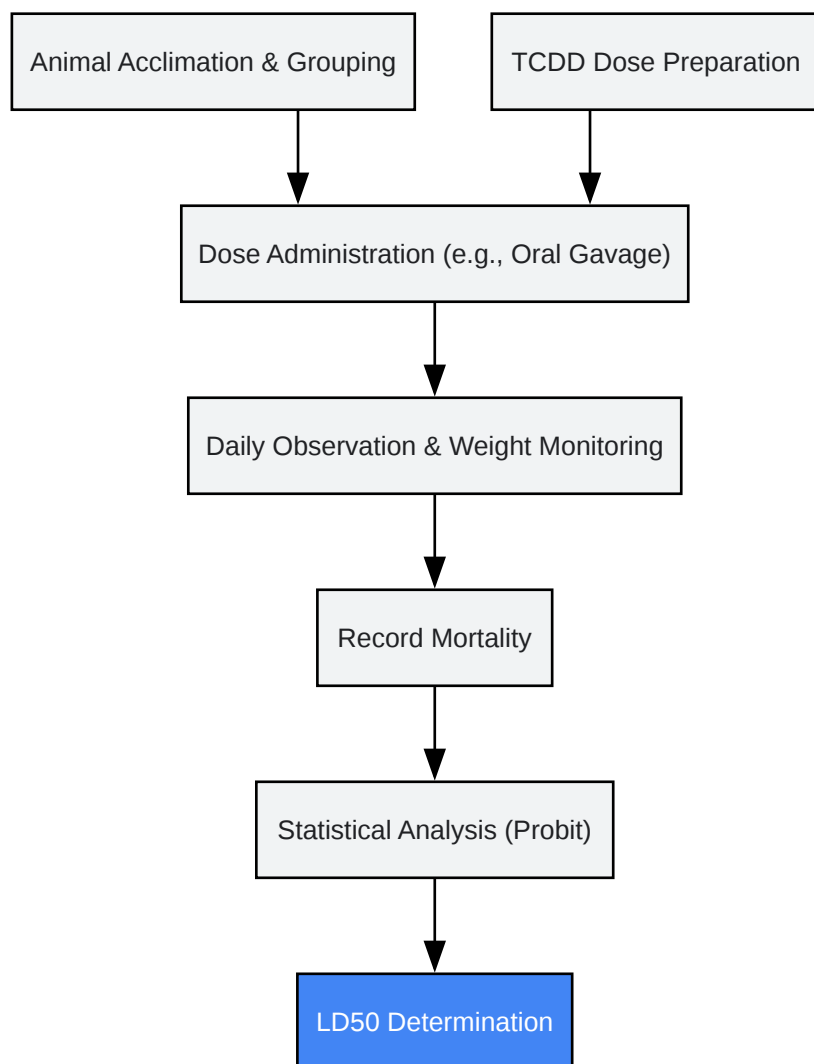 Animal Acclimation & Grouping
TCDD Dose Preparation
Dose Administration (e.g., Oral Gavage)
Daily Observation & Weight Monitoring
Record Mortality
Statistical Analysis (Probit)
LD50 Determination